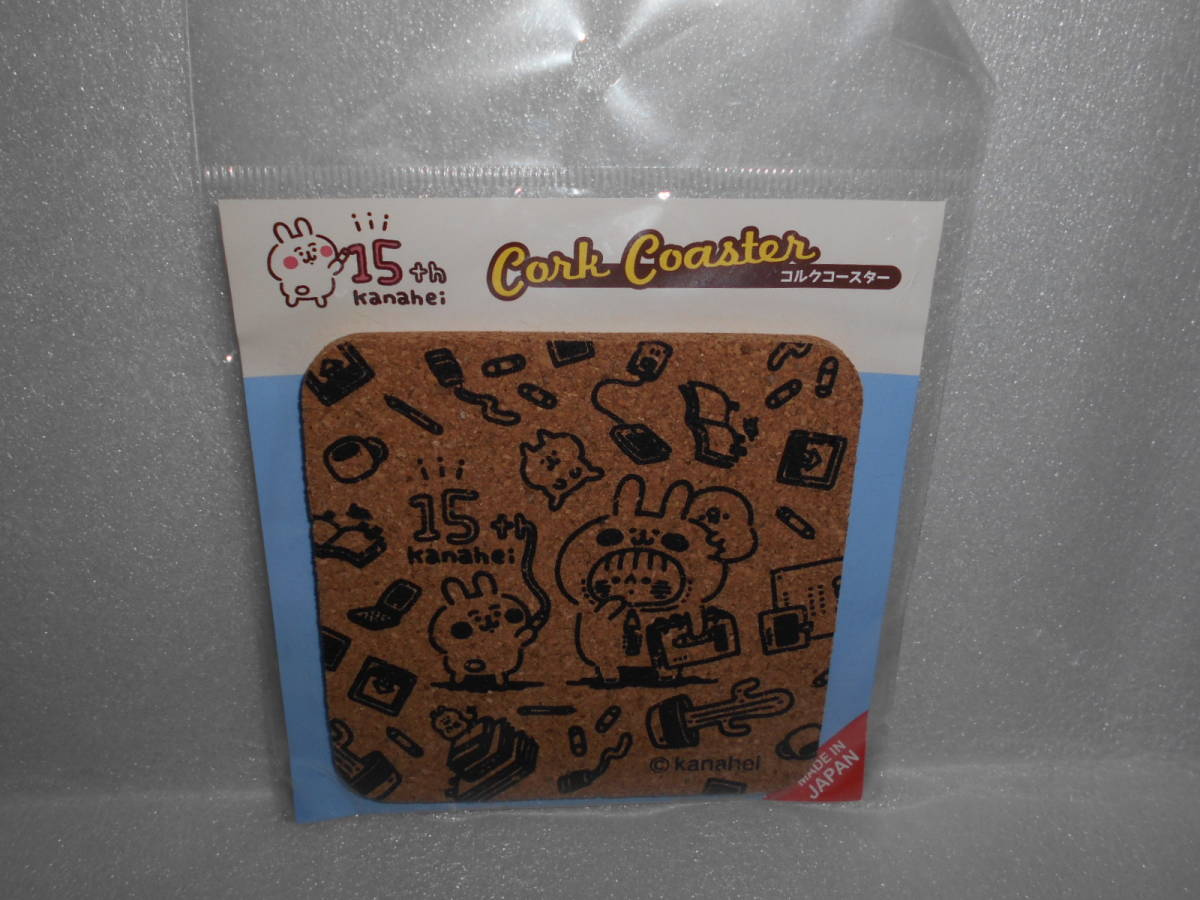 15th
kanahei
Cork Coaster
コルクコースター
15th
kanahei
©kanahei
MADE IN
JAPAN